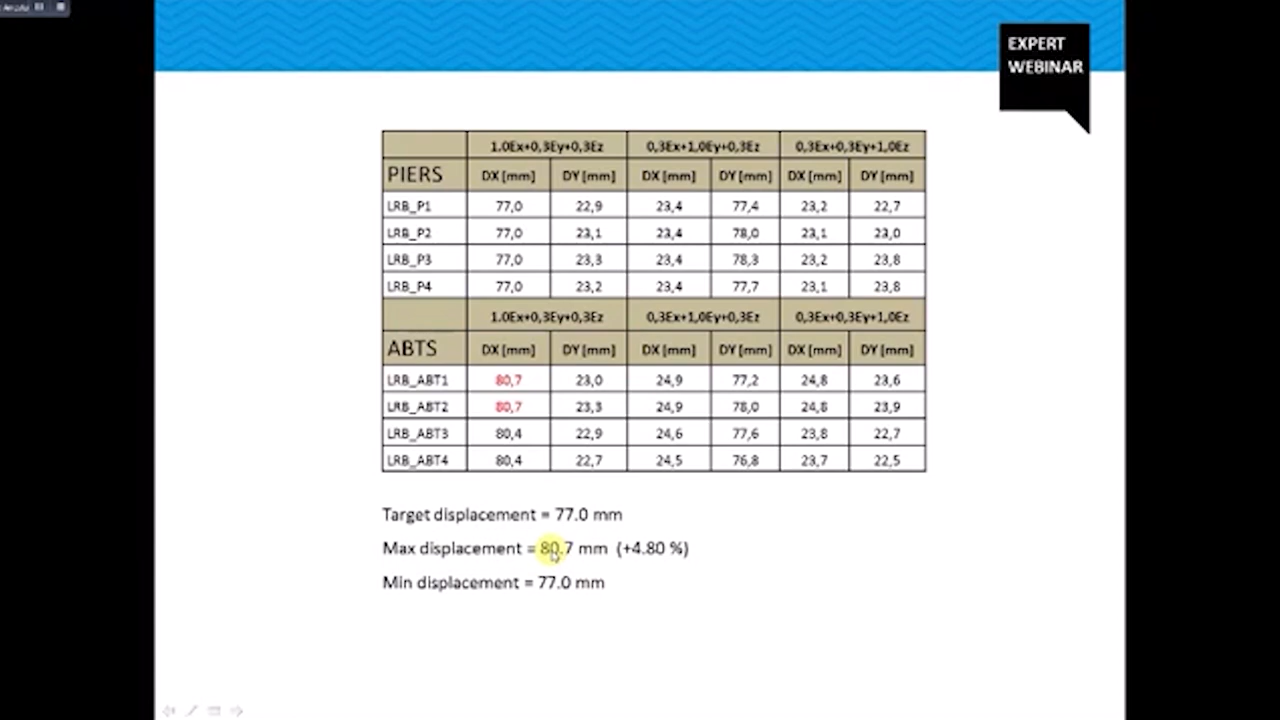 EXPERT
WEBINAR
1.0Ex+0,3Ey+0,3Ez 0,3Ex+1,0Ey+0,3Ez 0,3Ex+0,3Ey+1,0Ez
PIERS DX [mm] DY [mm] DX [mm] DY [mm] DX [mm] DY [mm]
LRB_P1 77,0 22,9 23,4 77,4 23,2 22,7
LRB_P2 77,0 23,1 23,4 78,0 23,1 23,0
LRB_P3 77,0 23,3 23,4 78,3 23,2 23,8
LRB_P4 77,0 23,2 23,4 77,7 23,1 23,8
1.0Ex+0,3Ey+0,3Ez 0,3Ex+1,0Ey+0,3Ez 0,3Ex+0,3Ey+1,0Ez
ABTS DX [mm] DY [mm] DX [mm] DY [mm] DX [mm] DY [mm]
LRB_ABT1 80,7 23,0 24,9 77,2 24,8 23,6
LRB_ABT2 80,7 23,3 24,9 78,0 24,8 23,9
LRB_ABT3 80,4 22,9 24,6 77,6 23,8 22,7
LRB_ABT4 80,4 22,7 24,5 76,8 23,7 22,5
Target displacement = 77.0 mm
Max displacement = 80.7 mm (+4.80 %)
Min displacement = 77.0 mm